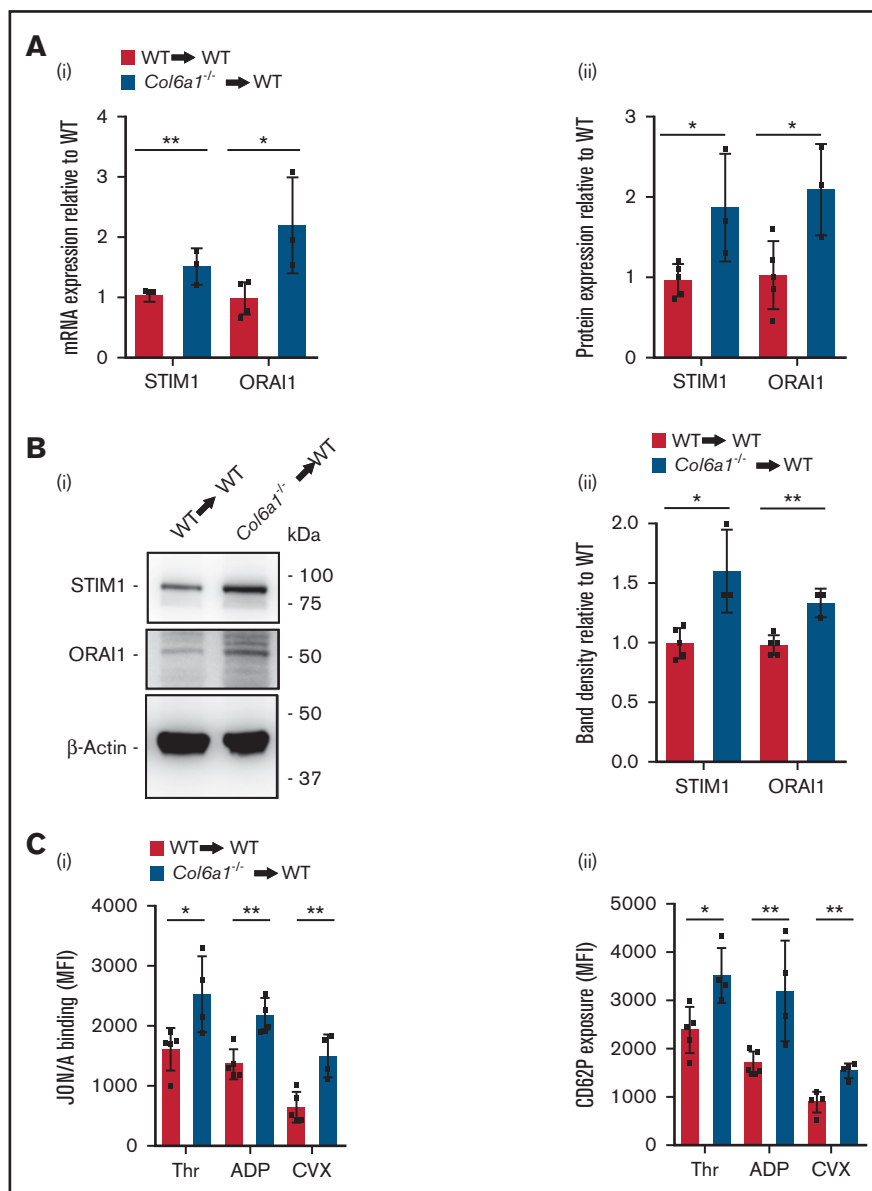 A
WT → WT
Col6a1-/- → WT
(i)
mRNA expression relative to WT
4
3
2
1
0
**
*
STIM1
ORAI1
(ii)
Protein expression relative to WT
3
2
1
0
*
*
STIM1
ORAI1
B
(i)
WT → WT
Col6a1-/- → WT
kDa
STIM1 -
- 100
- 75
ORAI1 -
- 50
β-Actin -
- 50
- 37
WT → WT
Col6a1-/- → WT
(ii)
Band density relative to WT
2.0
1.5
1.0
0.5
0.0
*
**
STIM1
ORAI1
C
WT → WT
Col6a1-/- → WT
(i)
JON/A binding (MFI)
4000
3000
2000
1000
0
*
**
**
Thr
ADP
CVX
(ii)
CD62P exposure (MFI)
5000
4000
3000
2000
1000
0
*
**
**
Thr
ADP
CVX